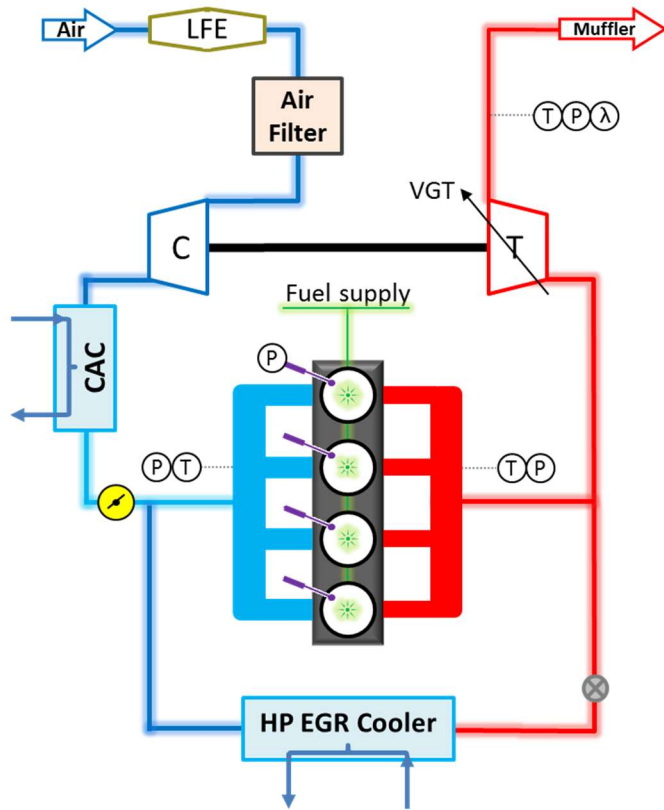 Air
LFE
Muffler
Air
Filter
T P λ
VGT
C
T
Fuel supply
P
CAC
P T
T P
HP EGR Cooler